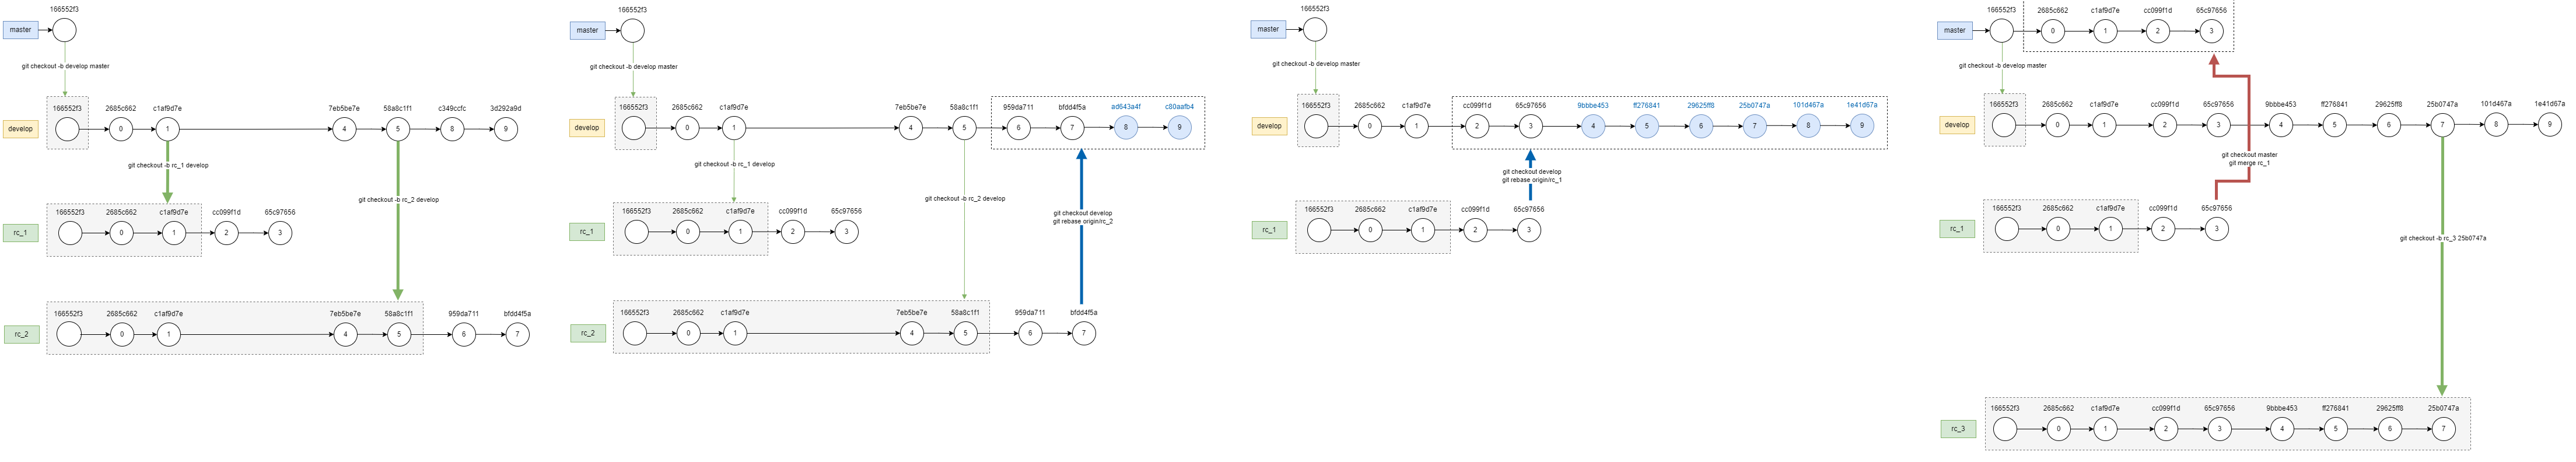 166552f3
master
git checkout -b develop master
166552f3 2685c662 c1af9d7e 7eb5be7e 58a8c1f1 c349ccfc 3d292a9d
develop 0 1 4 5 8 9
git checkout -b rc_1 develop
git checkout -b rc_2 develop
166552f3 2685c662 c1af9d7e cc099f1d 65c97656
rc_1 0 1 2 3
166552f3 2685c662 c1af9d7e 7eb5be7e 58a8c1f1 959da711 bfdd4f5a
rc_2 0 1 4 5 6 7
166552f3
master
git checkout -b develop master
166552f3 2685c662 c1af9d7e 7eb5be7e 58a8c1f1 959da711 bfdd4f5a ad643a4f c80aafb4
develop 0 1 4 5 6 7 8 9
git checkout -b rc_1 develop
git checkout -b rc_2 develop
git checkout develop
git rebase origin/rc_2
166552f3 2685c662 c1af9d7e cc099f1d 65c97656
rc_1 0 1 2 3
166552f3 2685c662 c1af9d7e 7eb5be7e 58a8c1f1 959da711 bfdd4f5a
rc_2 0 1 4 5 6 7
166552f3
master
git checkout -b develop master
166552f3 2685c662 c1af9d7e cc099f1d 65c97656 9bbbe453 ff276841 29625ff8 25b0747a 101d467a 1e41d67a
develop 0 1 2 3 4 5 6 7 8 9
git checkout develop
git rebase origin/rc_1
166552f3 2685c662 c1af9d7e cc099f1d 65c97656
rc_1 0 1 2 3
166552f3 2685c662 c1af9d7e cc099f1d 65c97656
master 0 1 2 3
git checkout -b develop master
166552f3 2685c662 c1af9d7e cc099f1d 65c97656 9bbbe453 ff276841 29625ff8 25b0747a 101d467a 1e41d67a
develop 0 1 2 3 4 5 6 7 8 9
git checkout master
git merge rc_1
166552f3 2685c662 c1af9d7e cc099f1d 65c97656
rc_1 0 1 2 3
git checkout -b rc_3 25b0747a
166552f3 2685c662 c1af9d7e cc099f1d 65c97656 9bbbe453 ff276841 29625ff8 25b0747a
rc_3 0 1 2 3 4 5 6 7